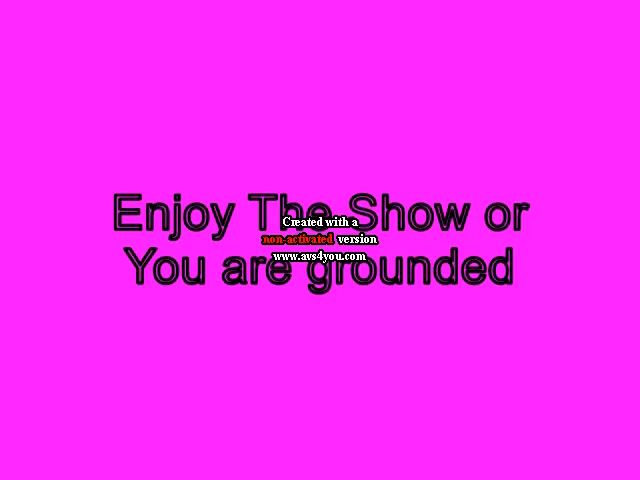 Enjoy The Show or
You are grounded
Created with a
non-activated version
www.avs4you.com